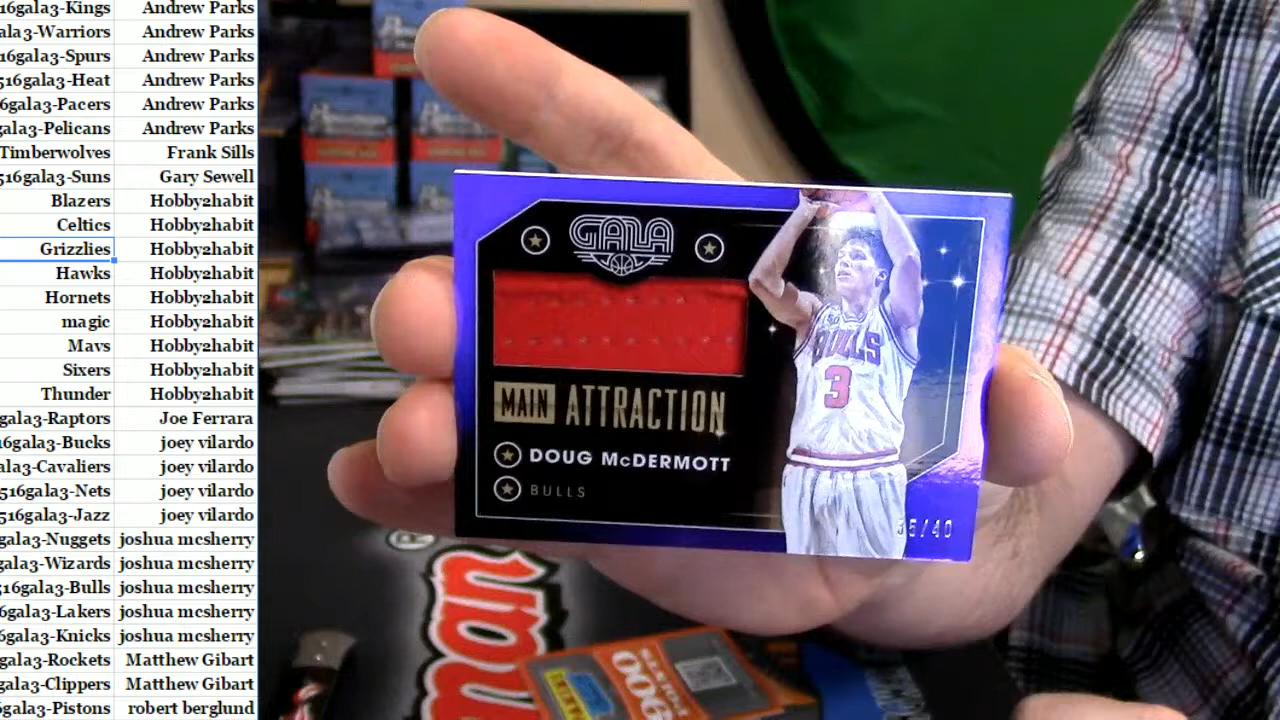 16gala3-Kings Andrew Parks
ala3-Warriors Andrew Parks
16gala3-Spurs Andrew Parks
516gala3-Heat Andrew Parks
6gala3-Pacers Andrew Parks
gala3-Pelicans Andrew Parks
Timberwolves Frank Sills
516gala3-Suns Gary Sewell
Blazers Hobby2habit
Celtics Hobby2habit
Grizzlies Hobby2habit
Hawks Hobby2habit
Hornets Hobby2habit
magic Hobby2habit
Mavs Hobby2habit
Sixers Hobby2habit
Thunder Hobby2habit
gala3-Raptors Joe Ferrara
16gala3-Bucks joey vilardo
ala3-Cavaliers joey vilardo
516gala3-Nets joey vilardo
516gala3-Jazz joey vilardo
gala3-Nuggets joshua mcsherry
6gala3-Wizards joshua mcsherry
516gala3-Bulls joshua mcsherry
6gala3-Lakers joshua mcsherry
6gala3-Knicks joshua mcsherry
gala3-Rockets Matthew Gibart
gala3-Clippers Matthew Gibart
6gala3-Pistons robert berglund
GALA
MAIN ATTRACTION
DOUG McDERMOTT
BULLS
BULLS
3
35/40